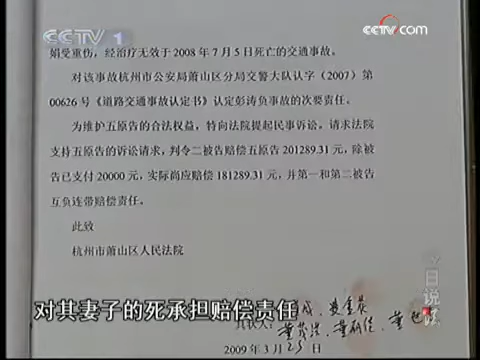 CCTV 1
cctv.com
娟受重伤，经治疗无效于2008年7月5日死亡的交通事故。
对该事故杭州市公安局萧山区分局交警大队认字（2007）第
00626号《道路交通事故认定书》认定彭涛负事故的次要责任。
为维护五原告的合法权益，特向法院提起民事诉讼。请求法院
支持五原告的诉讼请求，判令二被告赔偿五原告201289.31元，除被
告已支付20000元，实际尚应赔偿181289.31元，并第一和第二被告
互负连带赔偿责任。
此致
杭州市萧山区人民法院
今日说法
对其妻子的死承担赔偿责任
2009年3月25日